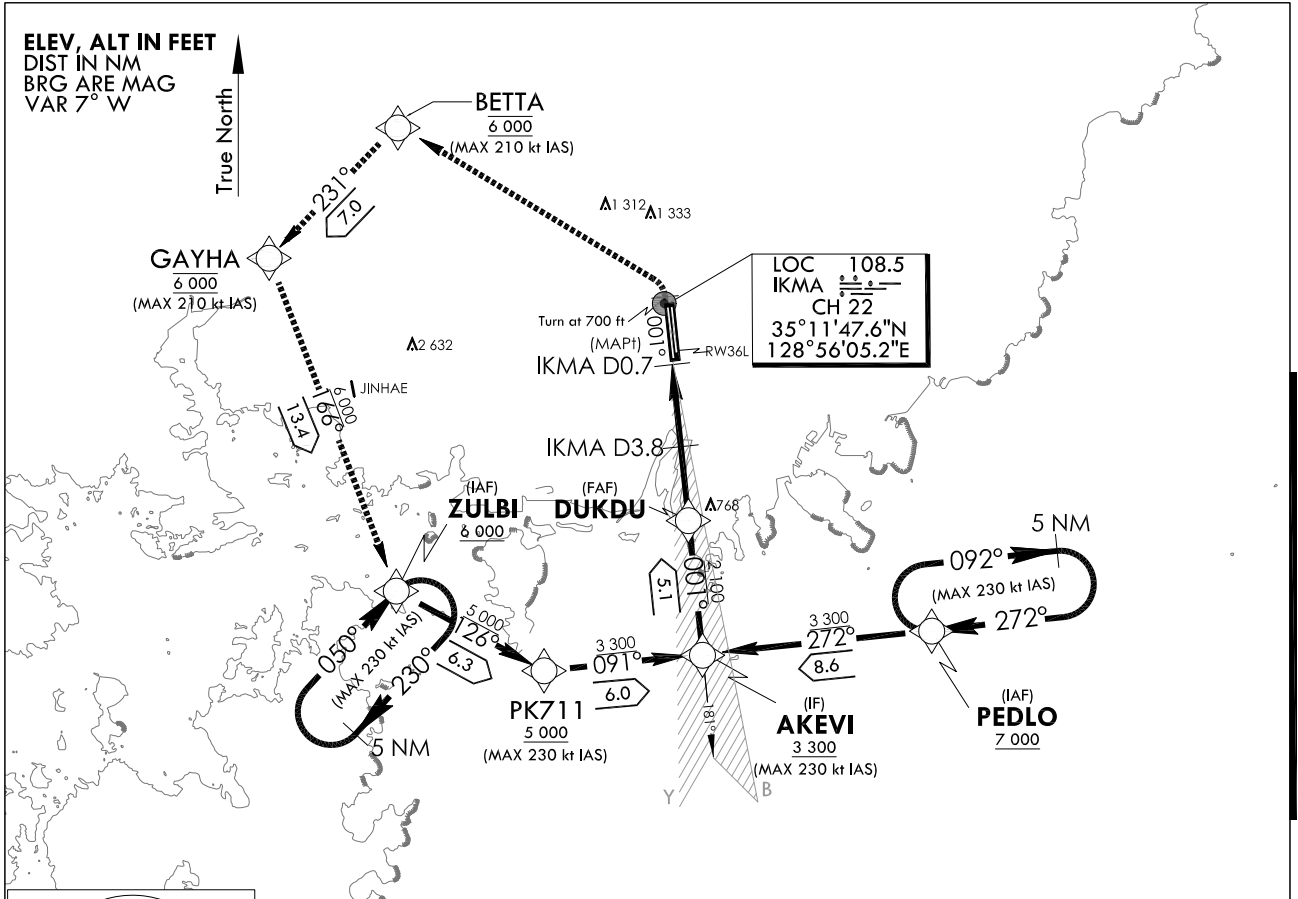 ELEV, ALT IN FEET
DIST IN NM
BRG ARE MAG
VAR 7° W
True North
BETTA
6 000
(MAX 210 kt IAS)
231°
7.0
1 312
1 333
GAYHA
6 000
(MAX 210 kt IAS)
LOC 108.5
IKMA
CH 22
35°11'47.6"N
128°56'05.2"E
Turn at 700 ft
(MAPt)
001°
RW36L
IKMA D0.7
2 632
JINHAE
6 000
166°
13.4
IKMA D3.8
(IAF)
ZULBI
6 000
(FAF)
DUKDU
768
5 NM
092°
(MAX 230 kt IAS)
272°
2 100
001°
5.1
050°
(MAX 230 kt IAS)
230°
5 NM
5 000
126°
6.3
3 300
091°
6.0
3 300
272°
8.6
PK711
5 000
(MAX 230 kt IAS)
181°
(IF)
AKEVI
3 300
(MAX 230 kt IAS)
(IAF)
PEDLO
7 000
Y
B